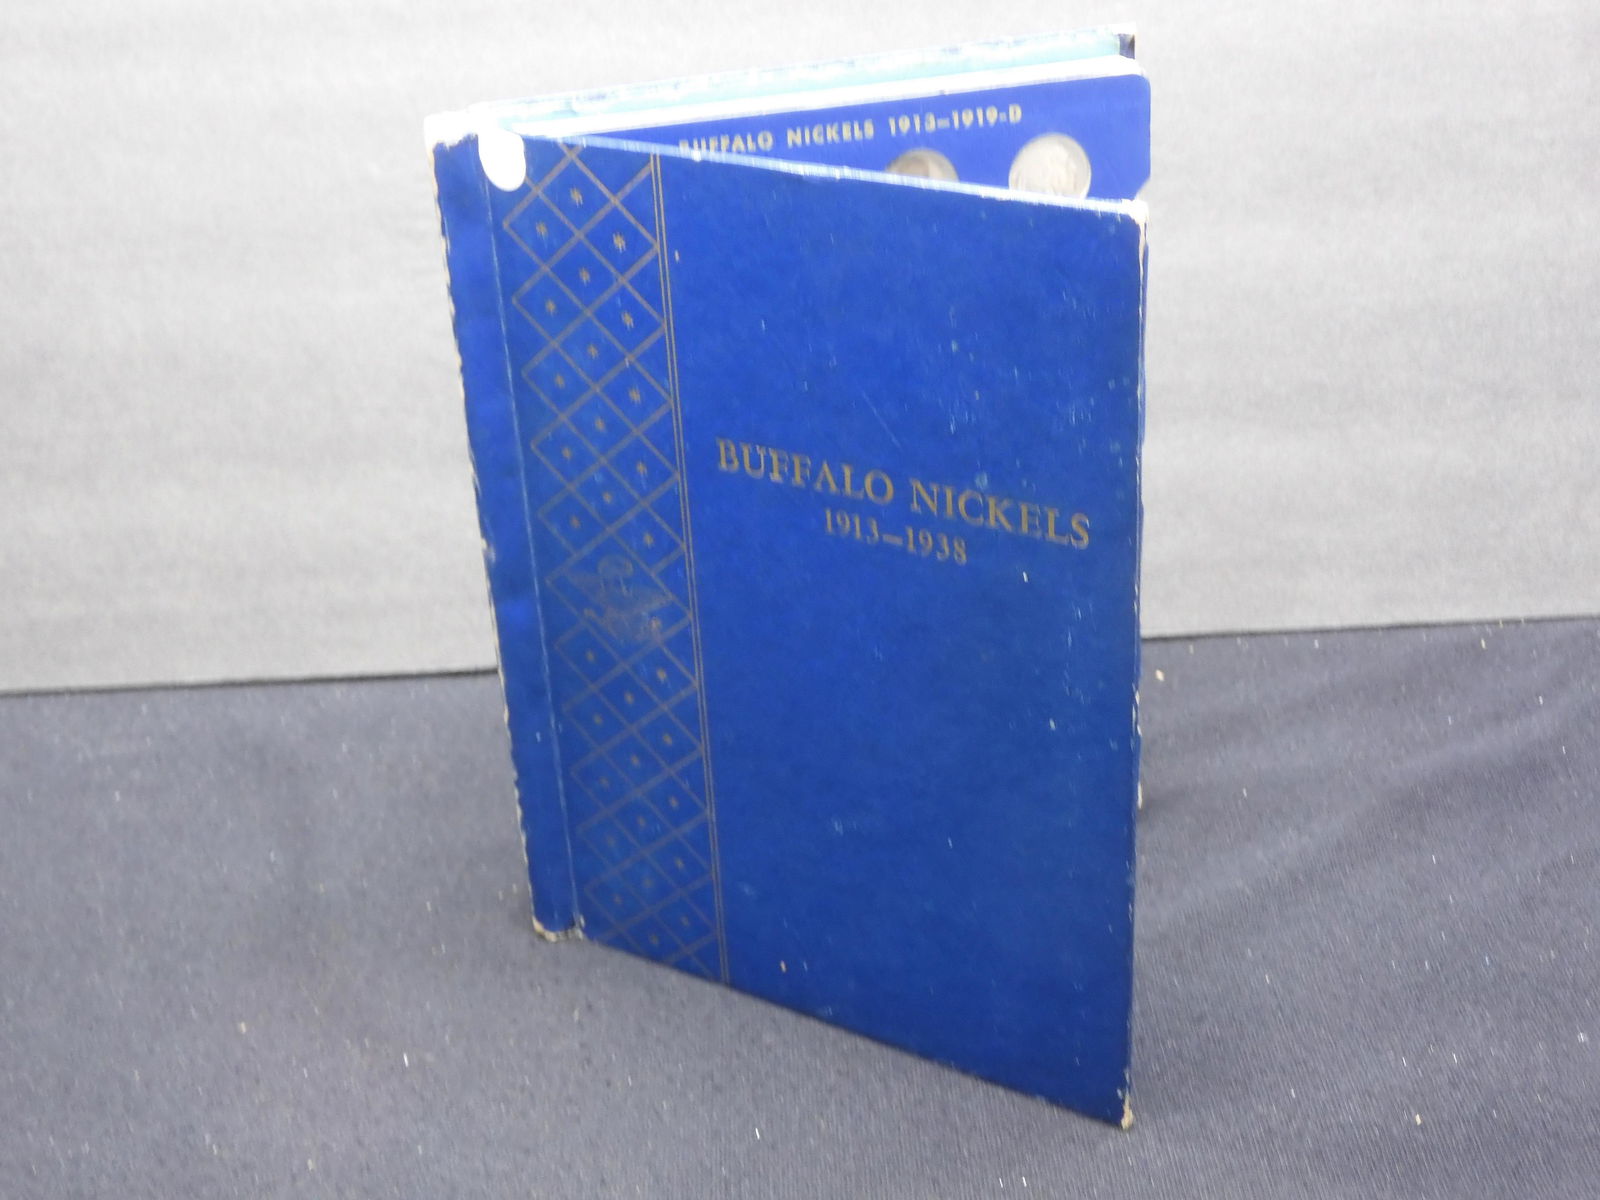 BUFFALO NICKELS 1913–1919-D
BUFFALO NICKELS
1913–1938